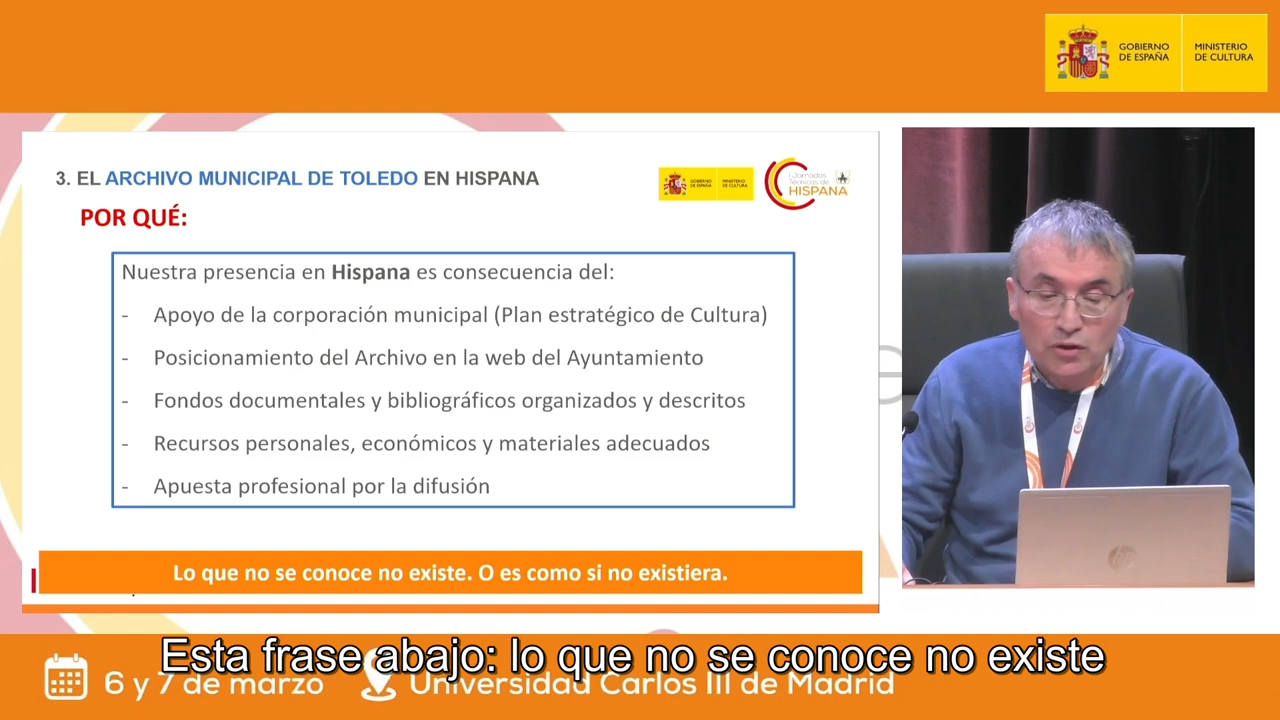 GOBIERNO
DE ESPAÑA
MINISTERIO
DE CULTURA
3. EL ARCHIVO MUNICIPAL DE TOLEDO EN HISPANA
GOBIERNO
DE ESPAÑA
MINISTERIO
DE CULTURA
I Jornadas
Técnicas de
HISPANA
POR QUÉ:
Nuestra presencia en Hispana es consecuencia del:
- Apoyo de la corporación municipal (Plan estratégico de Cultura)
- Posicionamiento del Archivo en la web del Ayuntamiento
- Fondos documentales y bibliográficos organizados y descritos
- Recursos personales, económicos y materiales adecuados
- Apuesta profesional por la difusión
Lo que no se conoce no existe. O es como si no existiera.
hp
Esta frase abajo: lo que no se conoce no existe
6 y 7 de marzo
Universidad Carlos III de Madrid